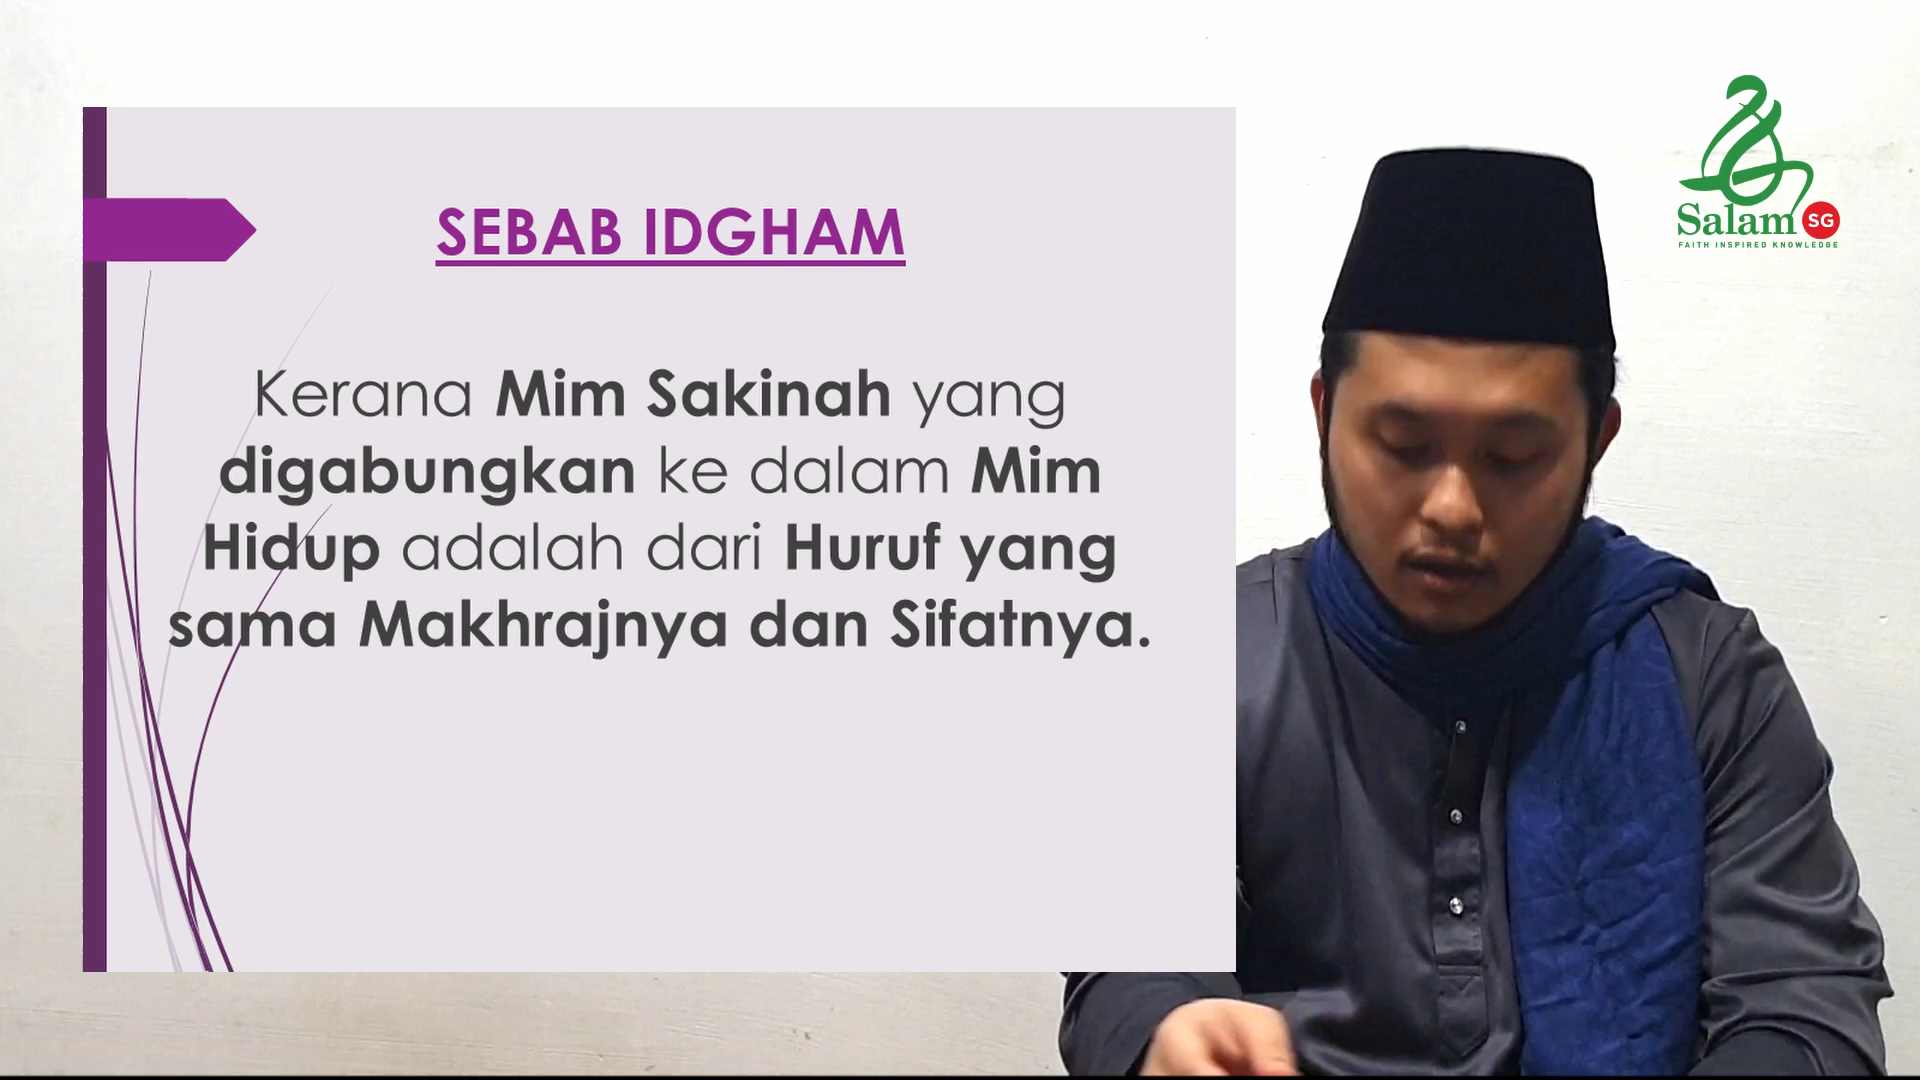 SEBAB IDGHAM
Kerana Mim Sakinah yang
digabungkan ke dalam Mim
Hidup adalah dari Huruf yang
sama Makhrajnya dan Sifatnya.
Salam SG
FAITH INSPIRED KNOWLEDGE